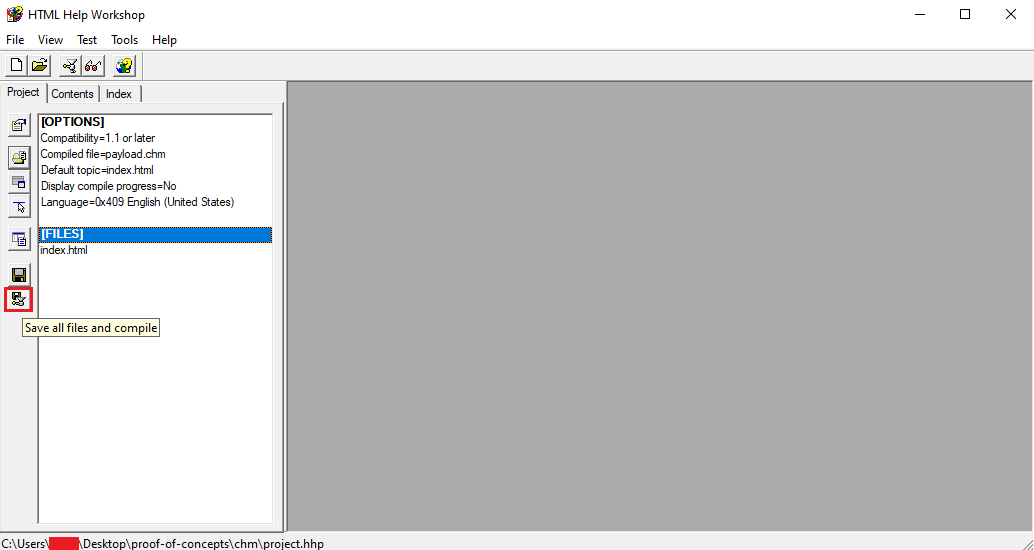 HTML Help Workshop
File View Test Tools Help
Project Contents Index
[OPTIONS]
Compatibility=1.1 or later
Compiled file=payload.chm
Default topic=index.html
Display compile progress=No
Language=0x409 English (United States)
[FILES]
index.html
Save all files and compile
C:\Users\ \Desktop\proof-of-concepts\chm\project.hhp